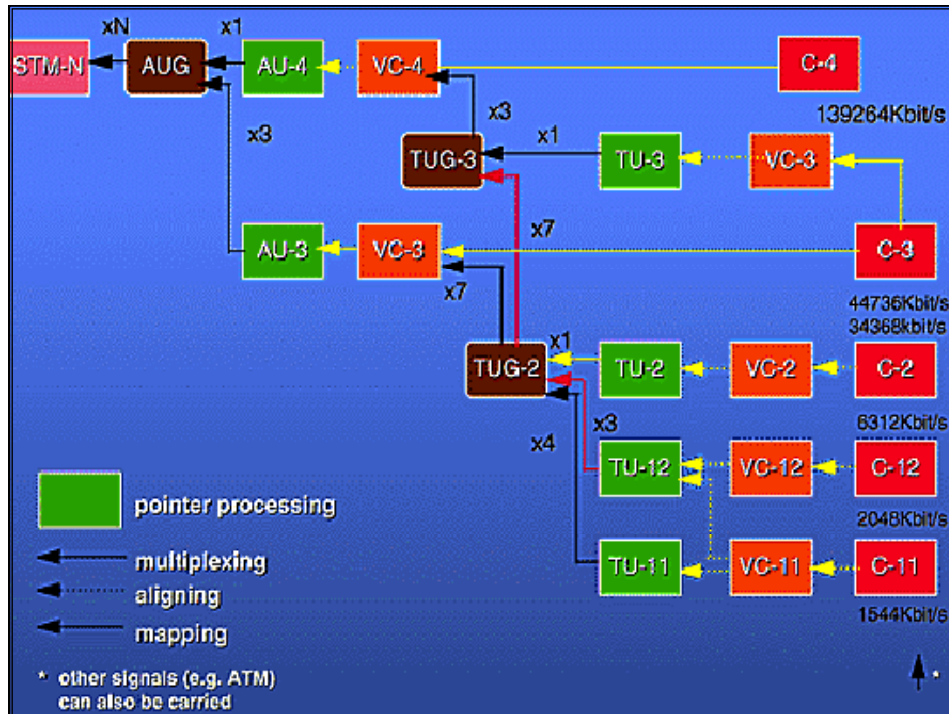 xN
x1
STM-N
AUG
AU-4
VC-4
C-4
139264Kbit/s
x3
x3
x1
TUG-3
TU-3
VC-3
x7
AU-3
VC-3
C-3
x7
44736Kbit/s
34368kbit/s
x1
TUG-2
TU-2
VC-2
C-2
6312Kbit/s
x3
x4
TU-12
VC-12
C-12
2048Kbit/s
TU-11
VC-11
C-11
1544Kbit/s
pointer processing
multiplexing
aligning
mapping
* other signals (e.g. ATM)
can also be carried
*